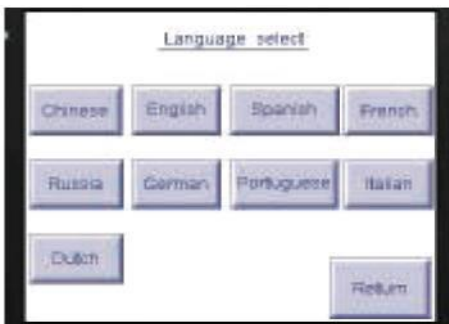 Language select
Chinese English Spanish French
Russia German Portuguese Italian
Dutch
Return